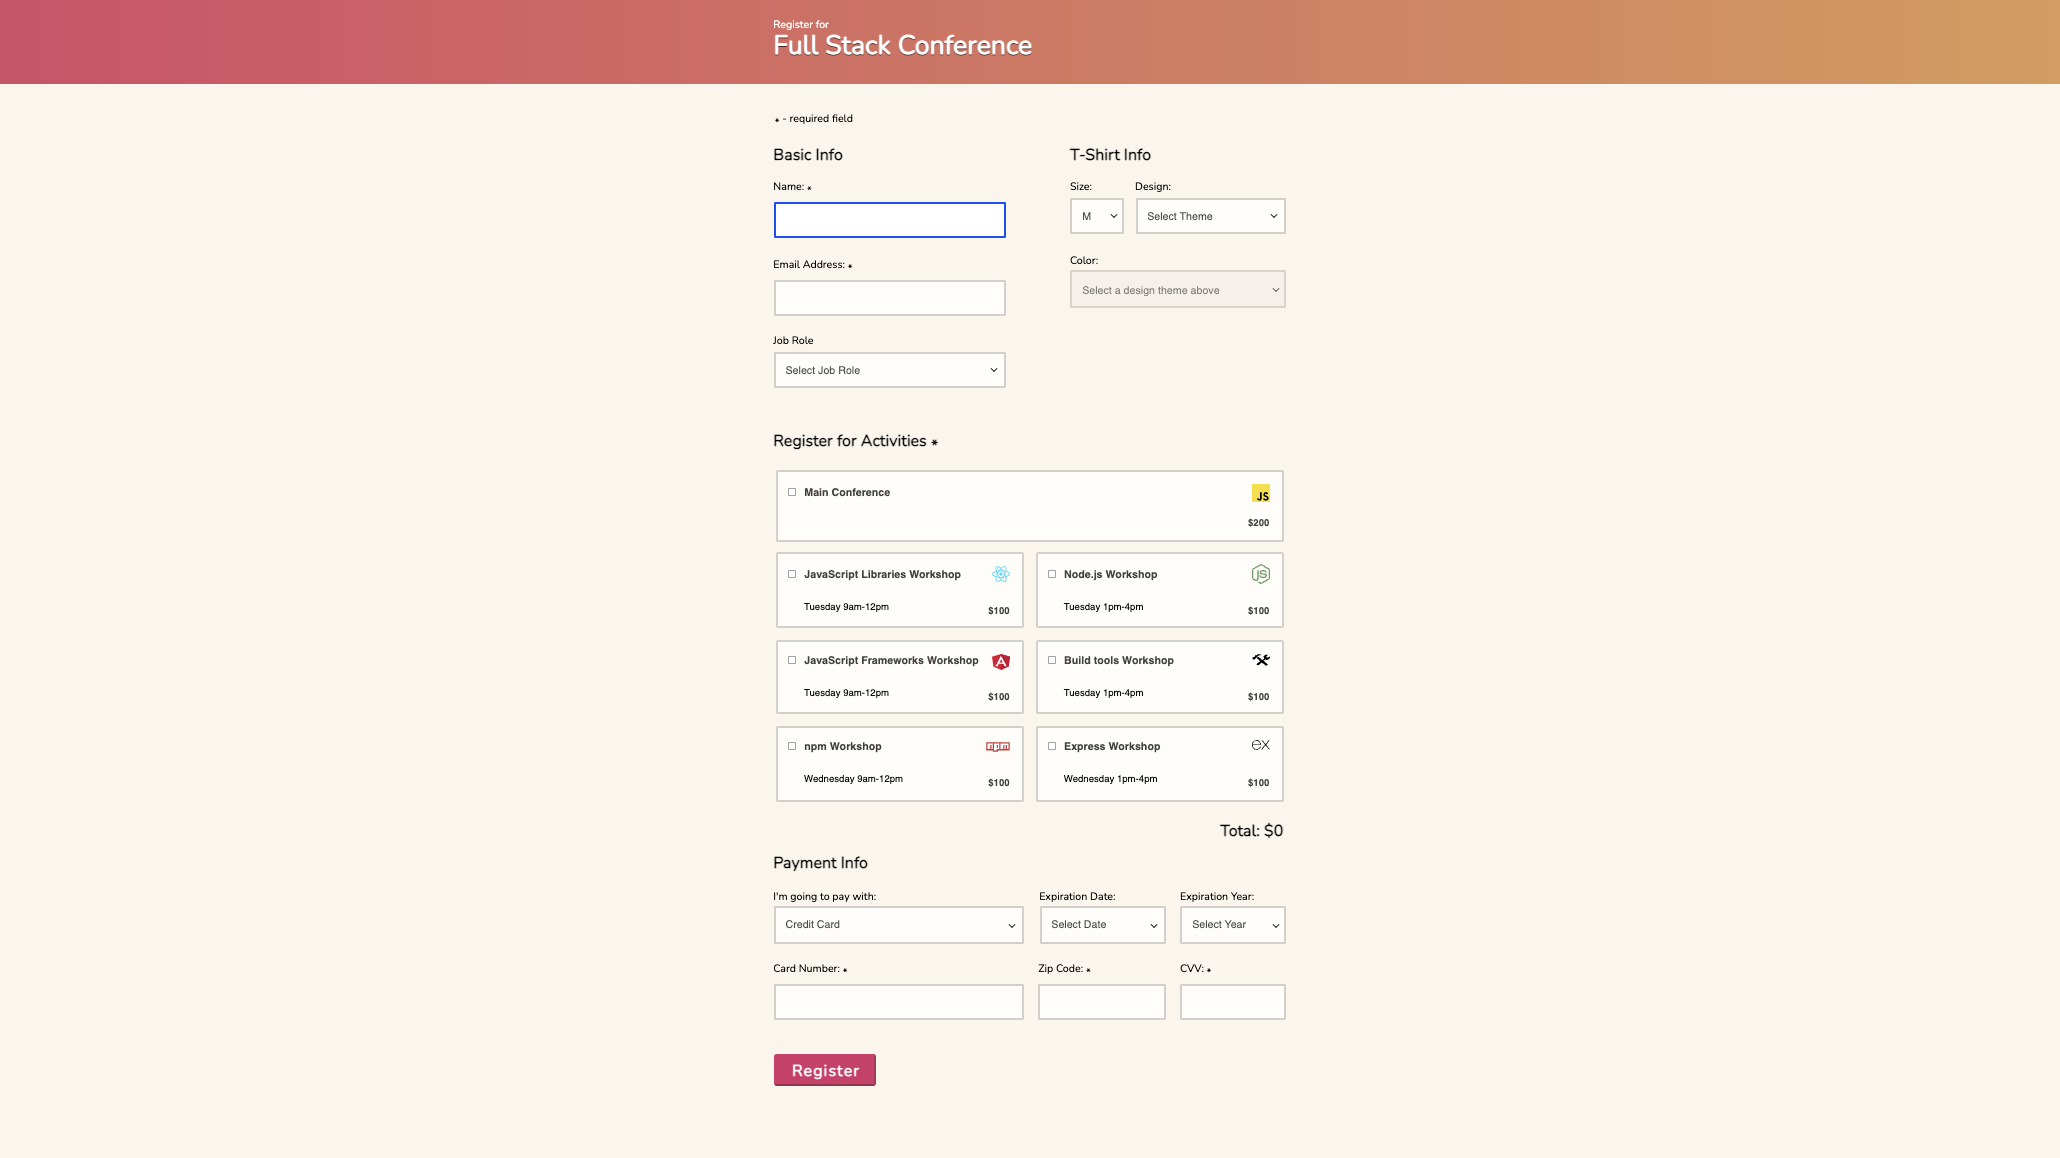 Register for
Full Stack Conference
* - required field
Basic Info
Name: *
Email Address: *
Job Role
Select Job Role
T-Shirt Info
Size:
Design:
M
Select Theme
Color:
Select a design theme above
Register for Activities *
Main Conference
JS
$200
JavaScript Libraries Workshop
Tuesday 9am-12pm
$100
Node.js Workshop
JS
Tuesday 1pm-4pm
$100
JavaScript Frameworks Workshop
A
Tuesday 9am-12pm
$100
Build tools Workshop
Tuesday 1pm-4pm
$100
npm Workshop
npm
Wednesday 9am-12pm
$100
Express Workshop
ex
Wednesday 1pm-4pm
$100
Total: $0
Payment Info
I'm going to pay with:
Expiration Date:
Expiration Year:
Credit Card
Select Date
Select Year
Card Number: *
Zip Code: *
CVV: *
Register